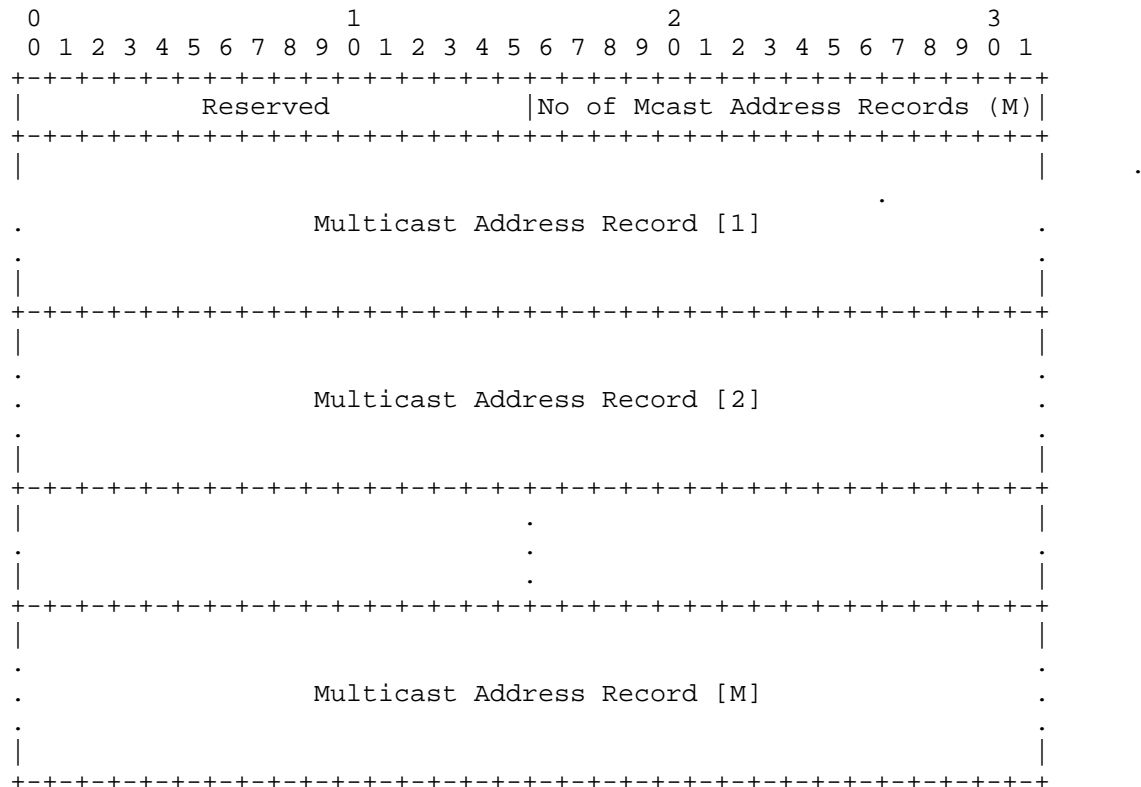 0                   1                   2                   3
 0 1 2 3 4 5 6 7 8 9 0 1 2 3 4 5 6 7 8 9 0 1 2 3 4 5 6 7 8 9 0 1
+-+-+-+-+-+-+-+-+-+-+-+-+-+-+-+-+-+-+-+-+-+-+-+-+-+-+-+-+-+-+-+-+
|           Reserved            |No of Mcast Address Records (M)|
+-+-+-+-+-+-+-+-+-+-+-+-+-+-+-+-+-+-+-+-+-+-+-+-+-+-+-+-+-+-+-+-+
|                                                               |     .
                                                      .
.                  Multicast Address Record [1]                 .
.                                                               .
|                                                               |
+-+-+-+-+-+-+-+-+-+-+-+-+-+-+-+-+-+-+-+-+-+-+-+-+-+-+-+-+-+-+-+-+
|                                                               |
.                                                               .
.                  Multicast Address Record [2]                 .
.                                                               .
|                                                               |
+-+-+-+-+-+-+-+-+-+-+-+-+-+-+-+-+-+-+-+-+-+-+-+-+-+-+-+-+-+-+-+-+
|                               .                               |
.                               .                               .
|                               .                               |
+-+-+-+-+-+-+-+-+-+-+-+-+-+-+-+-+-+-+-+-+-+-+-+-+-+-+-+-+-+-+-+-+
|                                                               |
.                                                               .
.                  Multicast Address Record [M]                 .
.                                                               .
|                                                               |
+-+-+-+-+-+-+-+-+-+-+-+-+-+-+-+-+-+-+-+-+-+-+-+-+-+-+-+-+-+-+-+-+